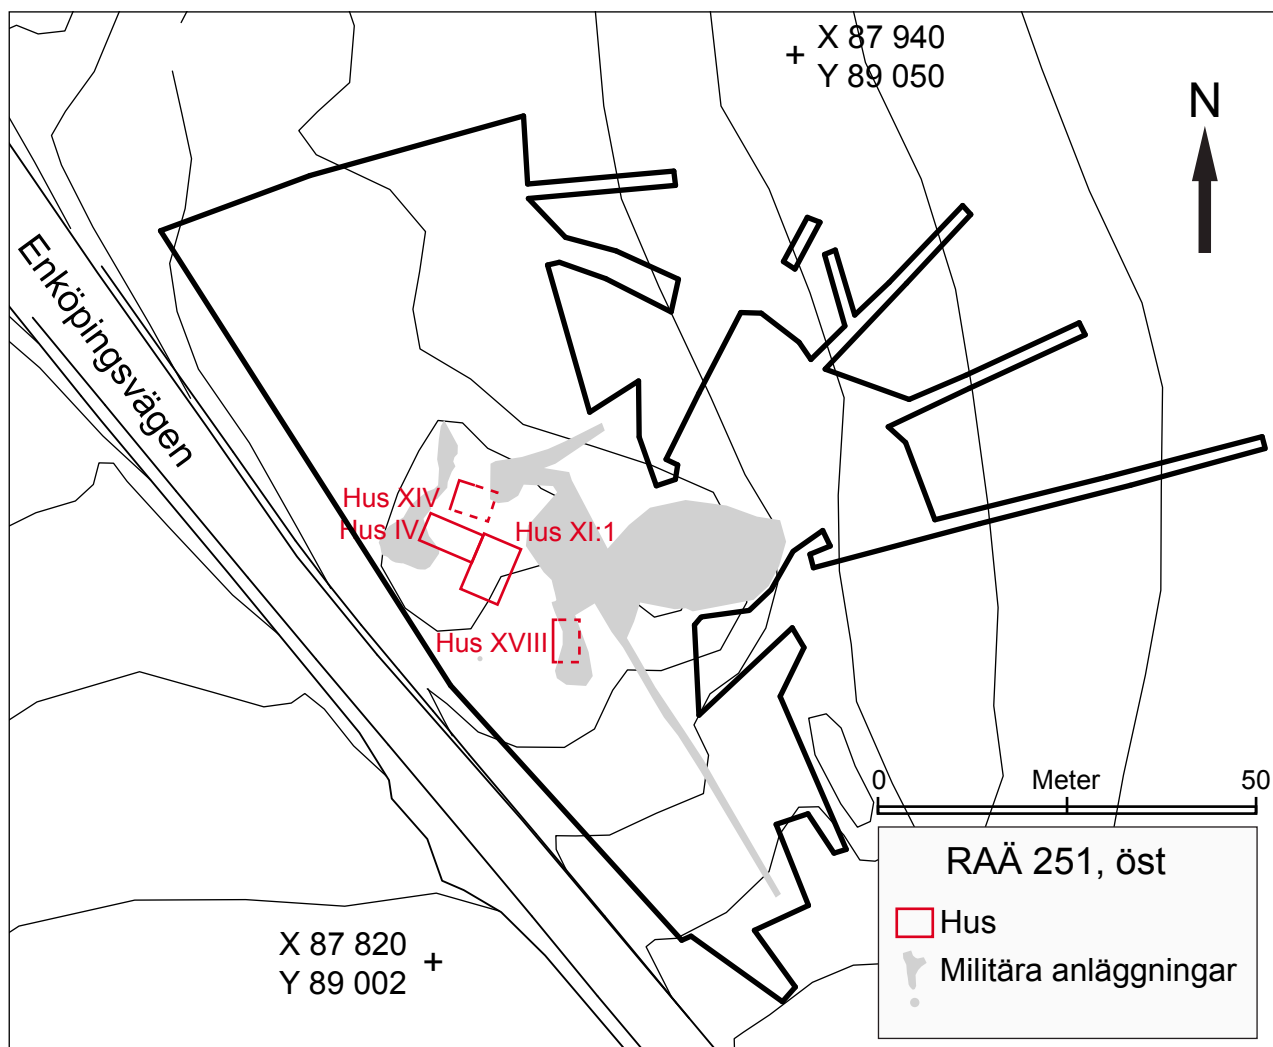 X 87 940
Y 89 050
N
Enköpingsvägen
Hus XIV
Hus IV
Hus XI:1
Hus XVIII
0 Meter 50
RAÄ 251, öst
Hus
Militära anläggningar
X 87 820
Y 89 002